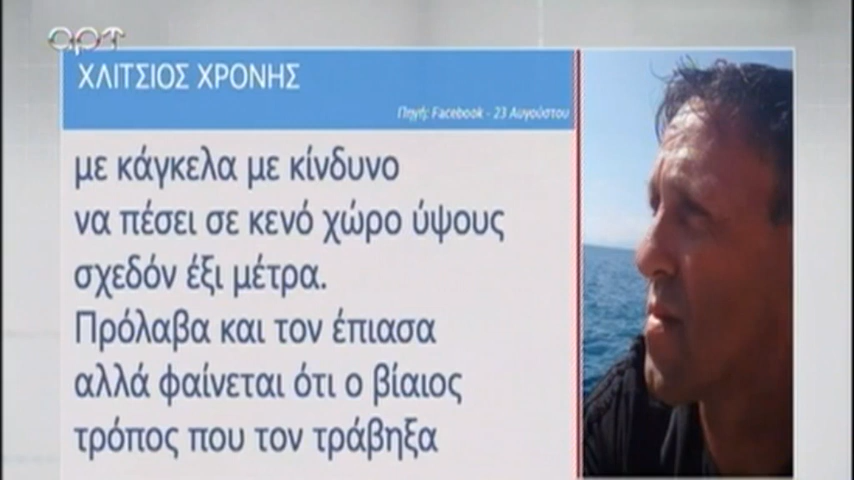 αρτ
ΧΛΙΤΣΙΟΣ ΧΡΟΝΗΣ
Πηγή: Facebook - 23 Αυγούστου
με κάγκελα με κίνδυνο
να πέσει σε κενό χώρο ύψους
σχεδόν έξι μέτρα.
Πρόλαβα και τον έπιασα
αλλά φαίνεται ότι ο βίαιος
τρόπος που τον τράβηξα